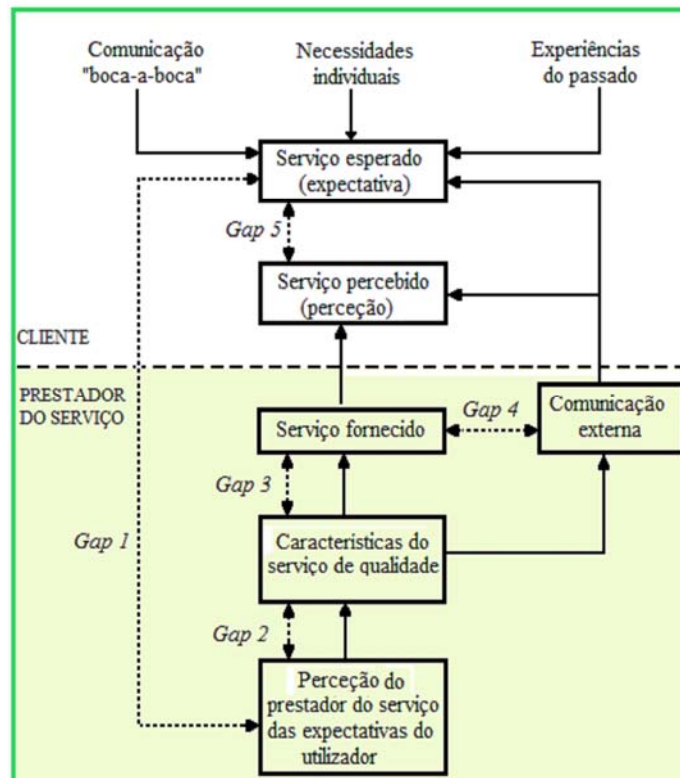 Comunicação
"boca-a-boca"
Necessidades
individuais
Experiências
do passado
Serviço esperado
(expectativa)
Gap 5
Serviço percebido
(perceção)
CLIENTE
PRESTADOR
DO SERVIÇO
Gap 4
Comunicação
externa
Serviço fornecido
Gap 3
Gap 1
Características do
serviço de qualidade
Gap 2
Perceção do
prestador do serviço
das expectativas do
utilizador